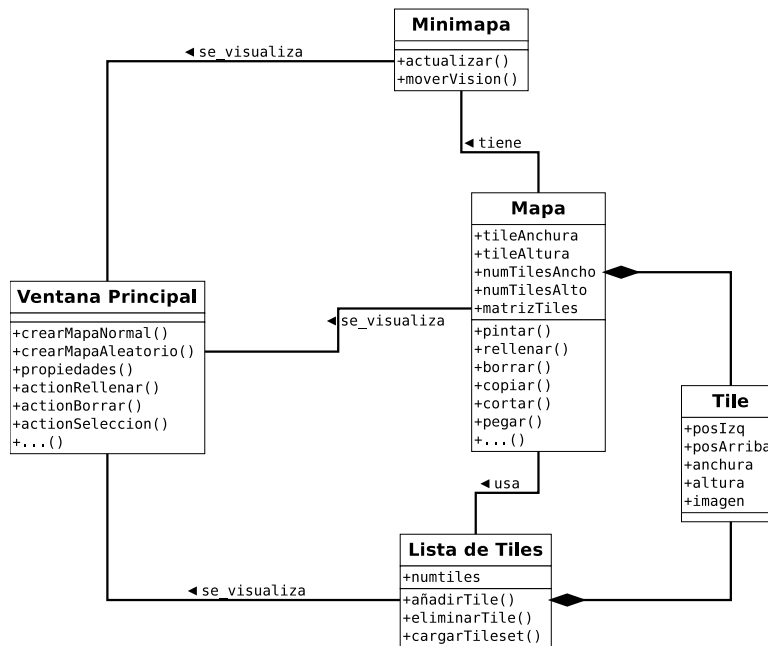 Minimapa
+actualizar()
+moverVision()
◄ se_visualiza
◄ tiene
Mapa
+tileAnchura
+tileAltura
+numTilesAncho
+numTilesAlto
+matrizTiles
+pintar()
+rellenar()
+borrar()
+copiar()
+cortar()
+pegar()
+...()
Ventana Principal
+crearMapaNormal()
+crearMapaAleatorio()
+propiedades()
+actionRellenar()
+actionBorrar()
+actionSeleccion()
+...()
◄ se_visualiza
Tile
+posIzq
+posArriba
+anchura
+altura
+imagen
◄ usa
Lista de Tiles
+numtiles
+añadirTile()
+eliminarTile()
+cargarTileset()
◄ se_visualiza